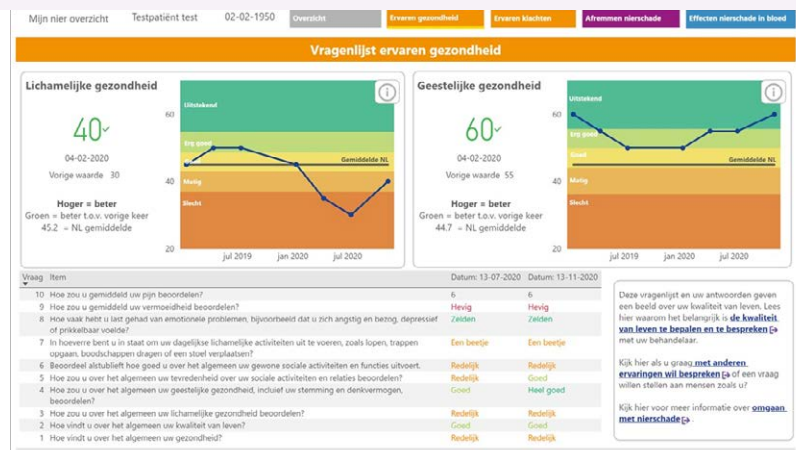 Mijn nier overzicht Testpatiënt test 02-02-1950 Overzicht Ervaren gezondheid Ervaren klachten Afremmen nierschade Effecten nierschade in bloed
Vragenlijst ervaren gezondheid
Lichamelijke gezondheid
40
04-02-2020
Vorige waarde 30
Hoger = beter
Groen = beter t.o.v. vorige keer
45.2 = NL gemiddelde
60
40
20
Uitstekend
Erg goed
Matig
Slecht
Gemiddelde NL
jul 2019 jan 2020 jul 2020
Geestelijke gezondheid
60
04-02-2020
Vorige waarde 55
Hoger = beter
Groen = beter t.o.v. vorige keer
44.7 = NL gemiddelde
60
40
20
Uitstekend
Erg goed
Goed
Matig
Slecht
Gemiddelde NL
jul 2019 jan 2020 jul 2020
Vraag Item Datum: 13-07-2020 Datum: 13-11-2020
10 Hoe zou u gemiddeld uw pijn beoordelen? 6 6
9 Hoe zou u gemiddeld uw vermoeidheid beoordelen? Hevig Hevig
8 Hoe vaak hebt u last gehad van emotionele problemen, bijvoorbeeld dat u zich angstig en bezorg, depressief Zelden Zelden
of prikkelbaar voelde?
7 In hoeverre bent u in staat om uw dagelijkse lichamelijke activiteiten uit te voeren, zoals lopen, trappen Een beetje Een beetje
opgaan, boodschappen dragen of een stoel verplaatsen?
6 Beoordeel alstublieft hoe goed u over het algemeen uw gewone sociale activiteiten en functies uitvoert. Redelijk Redelijk
5 Hoe zou u over het algemeen uw tevredenheid over uw sociale activiteiten en relaties beoordelen? Redelijk Goed
4 Hoe zou u over het algemeen uw geestelijke gezondheid, incluief uw stemming en denkvermogen, Goed Heel goed
beoordelen?
3 Hoe zou u over het algemeen uw lichamelijke gezondheid beoordelen? Redelijk Redelijk
2 Hoe vindt u over het algemeen uw kwaliteit van leven? Goed Goed
1 Hoe vindt u over het algemeen uw gezondheid? Redelijk Redelijk
Deze vragenlijst en uw antwoorden geven
een beeld over uw kwaliteit van leven. Lees
hier waarom het belangrijk is de kwaliteit
van leven te bepalen en te bespreken
met uw behandelaar.
Kijk hier als u graag met anderen
ervaringen wil bespreken of een vraag
willen stellen aan mensen zoals u?
Kijk hier voor meer informatie over omgaan
met nierschade.